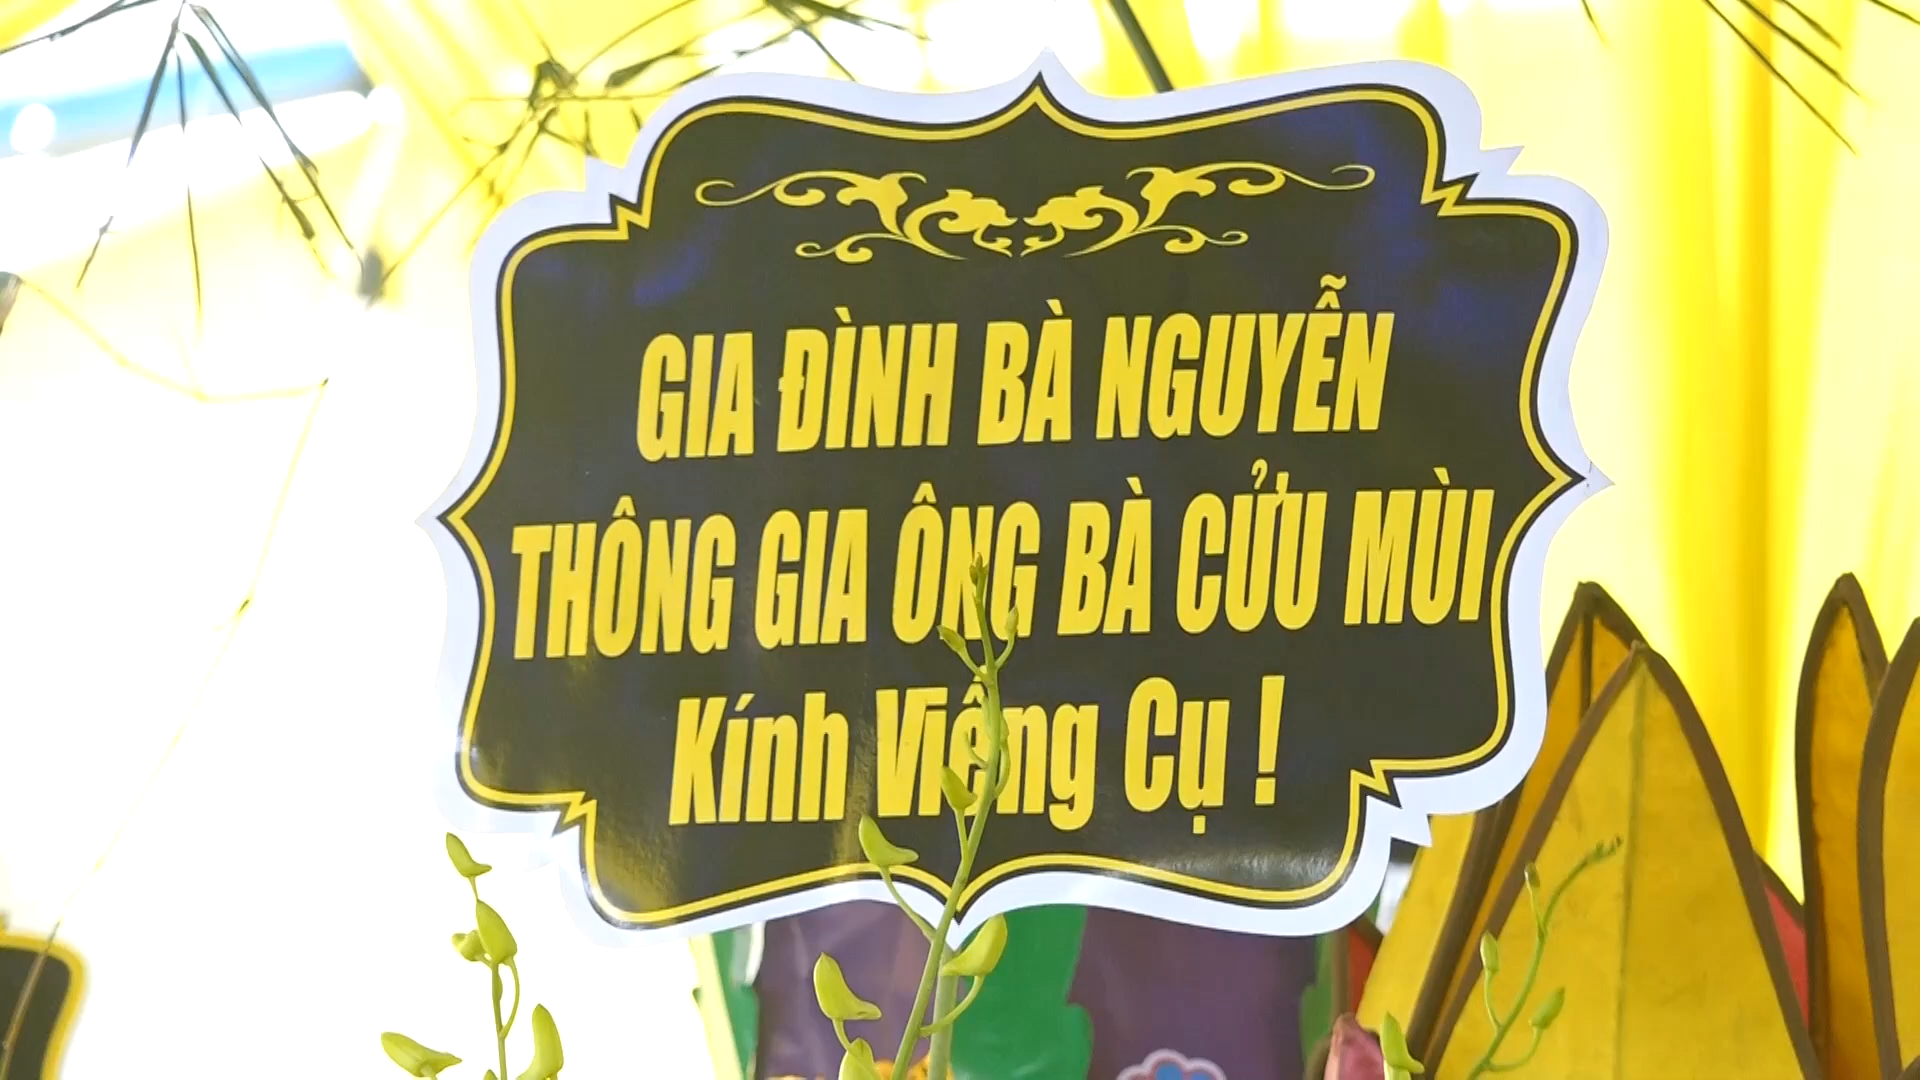 GIA ĐÌNH BÀ NGUYỄN
THÔNG GIA ÔNG BÀ CỬU MÙI
Kính Viếng Cụ !